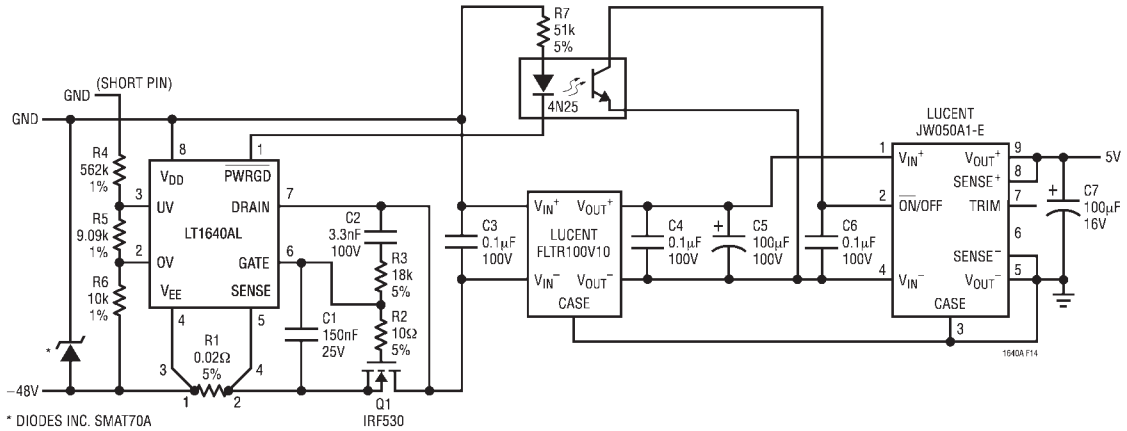 R7
51k
5%
4N25
(SHORT PIN)
GND
GND
R4
562k
1%
R5
9.09k
1%
R6
10k
1%
*
–48V
* DIODES INC. SMAT70A
8
1
VDD
PWRGD
3
UV
DRAIN
7
LT1640AL
2
OV
GATE
6
VEE
SENSE
4
5
R1
0.02Ω
5%
3
4
1
2
C1
150nF
25V
C2
3.3nF
100V
R3
18k
5%
R2
10Ω
5%
Q1
IRF530
C3
0.1µF
100V
VIN+
VOUT+
LUCENT
FLTR100V10
VIN–
VOUT–
CASE
C4
0.1µF
100V
+
C5
100µF
100V
C6
0.1µF
100V
LUCENT
JW050A1-E
1
VIN+
VOUT+
9
SENSE+
8
2
ON/OFF
TRIM
7
6
SENSE–
4
VIN–
VOUT–
5
CASE
3
5V
+
C7
100µF
16V
1640A F14